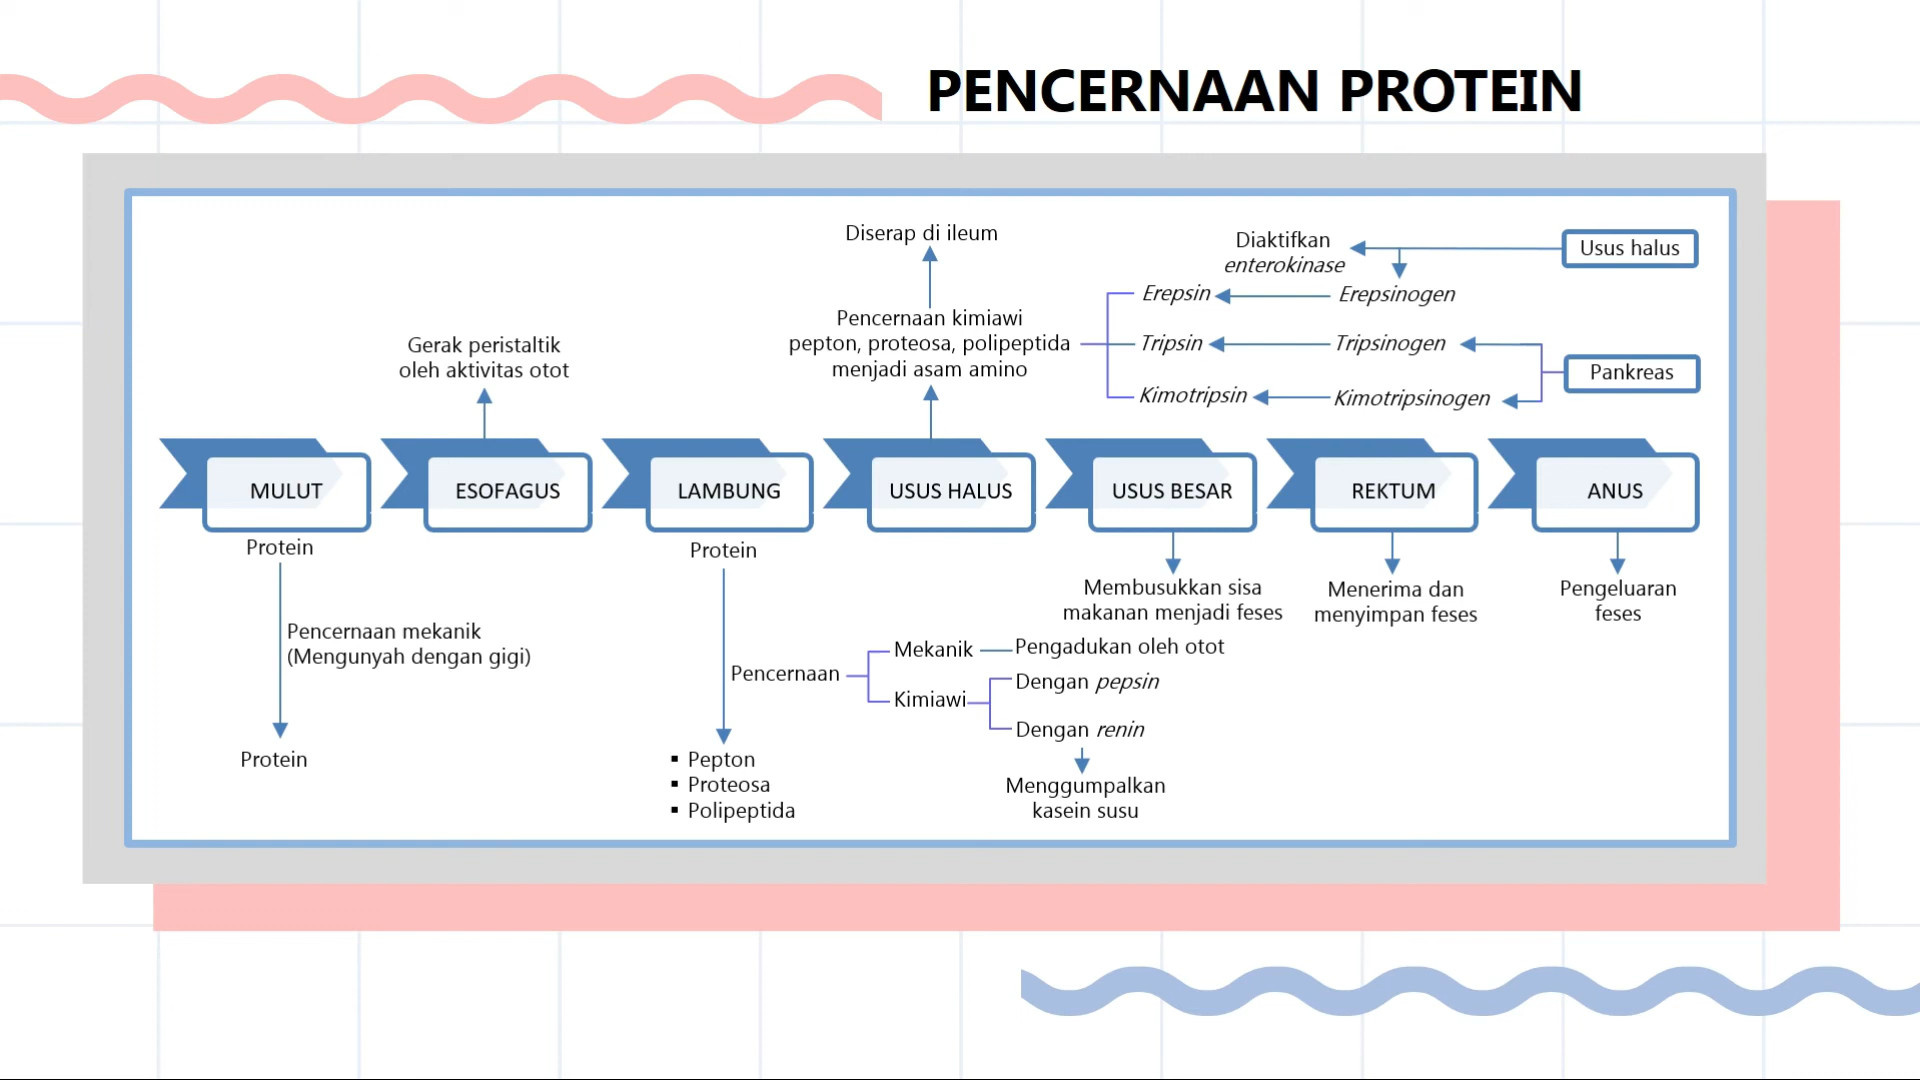 PENCERNAAN PROTEIN
Diserap di ileum
Pencernaan kimiawi
pepton, proteosa, polipeptida
menjadi asam amino
Diaktifkan
enterokinase
Usus halus
Erepsin
Erepsinogen
Tripsin
Tripsinogen
Pankreas
Kimotripsin
Kimotripsinogen
Gerak peristaltik
oleh aktivitas otot
MULUT
ESOFAGUS
LAMBUNG
USUS HALUS
USUS BESAR
REKTUM
ANUS
Protein
Pencernaan mekanik
(Mengunyah dengan gigi)
Protein
Protein
Pencernaan
Mekanik
Pengadukan oleh otot
Kimiawi
Dengan pepsin
Dengan renin
Menggumpalkan
kasein susu
▪ Pepton
▪ Proteosa
▪ Polipeptida
Membusukkan sisa
makanan menjadi feses
Menerima dan
menyimpan feses
Pengeluaran
feses